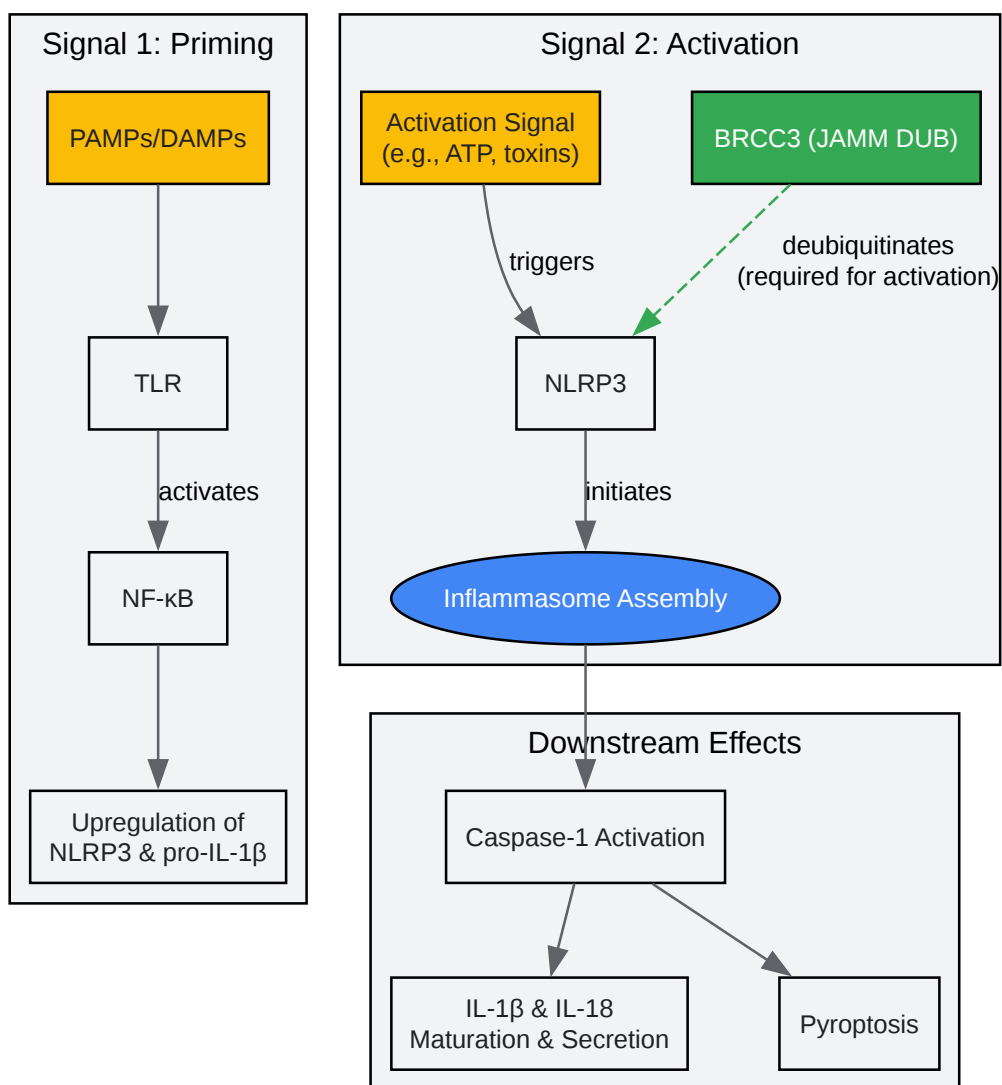 Signal 1: Priming
PAMPs/DAMPs
TLR
activates
NF-κB
Upregulation of
NLRP3 & pro-IL-1β
Signal 2: Activation
Activation Signal
(e.g., ATP, toxins)
BRCC3 (JAMM DUB)
triggers
deubiquitinates
(required for activation)
NLRP3
initiates
Inflammasome Assembly
Downstream Effects
Caspase-1 Activation
IL-1β & IL-18
Maturation & Secretion
Pyroptosis